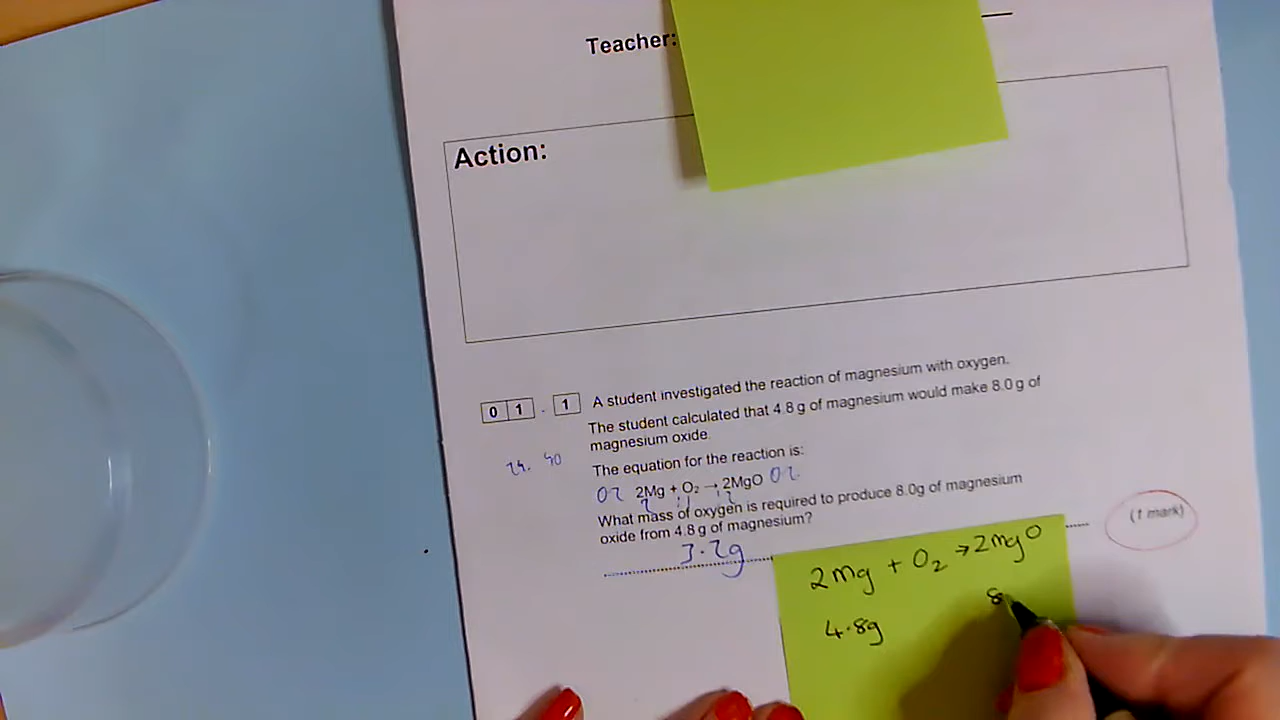 Teacher:
Action:
0 1 . 1 A student investigated the reaction of magnesium with oxygen.
The student calculated that 4.8 g of magnesium would make 8.0 g of
magnesium oxide.
24. 40
The equation for the reaction is:
2Mg + O₂ → 2MgO
What mass of oxygen is required to produce 8.0g of magnesium
oxide from 4.8 g of magnesium?
(1 mark)
3.2g
2Mg + O₂ → 2MgO
4.8g 8